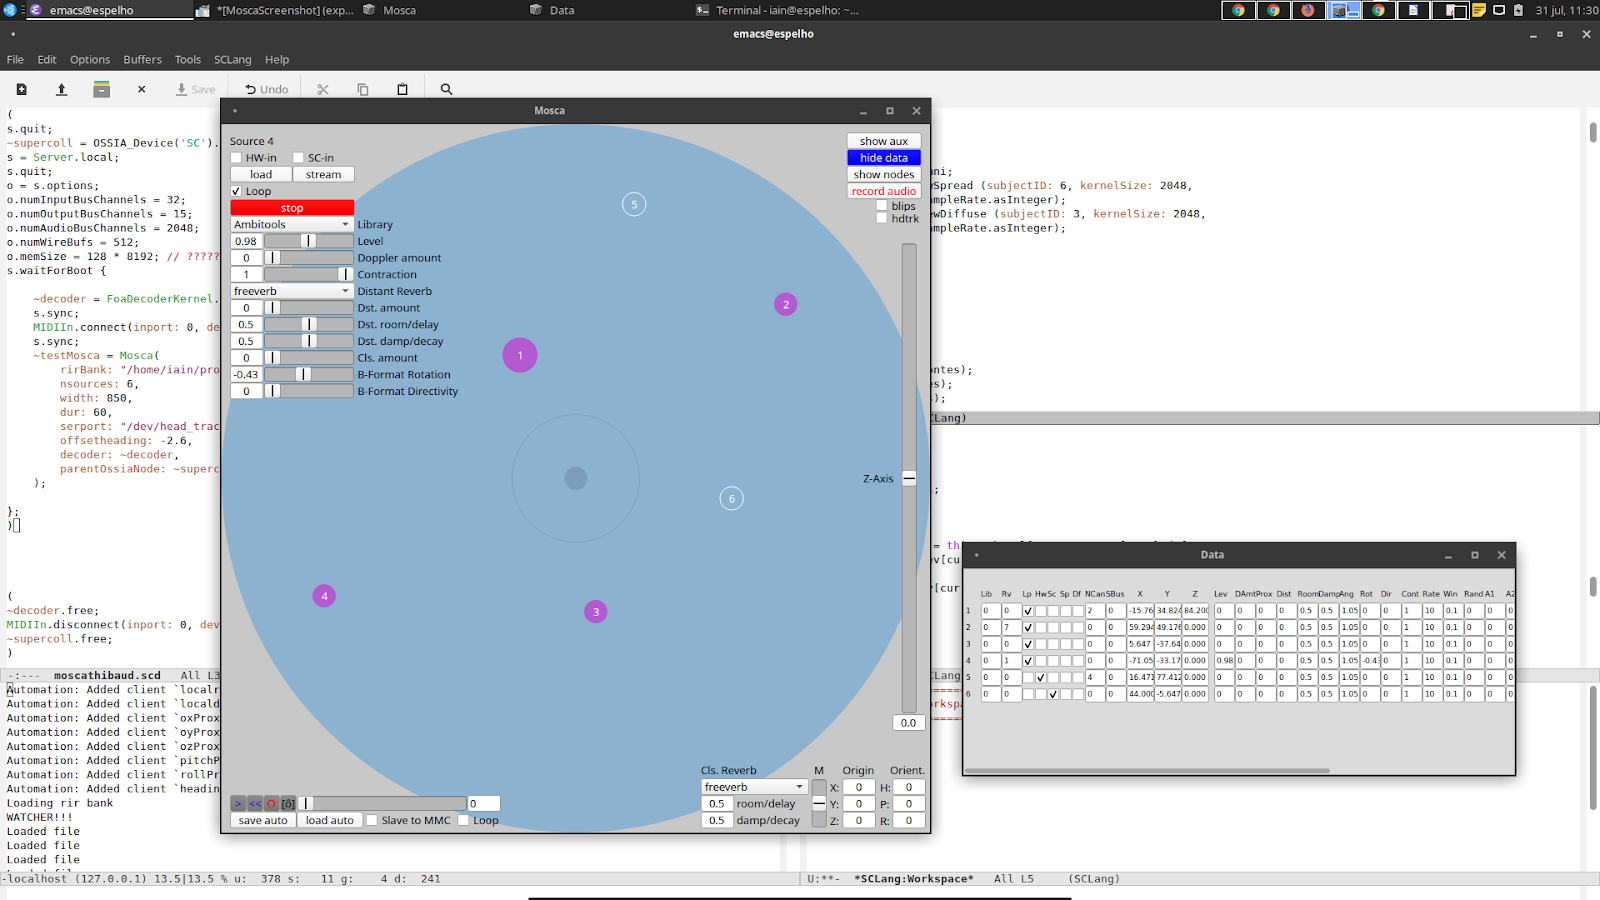 emacs@espelho
*[MoscaScreenshot] (exp...
Mosca
Data
Terminal - iain@espelho: ~...
31 jul, 11:30
emacs@espelho
File Edit Options Buffers Tools SCLang Help
Save
Undo
(
s.quit;
~supercoll = OSSIA_Device('SC').
s = Server.local;
s.quit;
o = s.options;
o.numInputBusChannels = 32;
o.numOutputBusChannels = 15;
o.numAudioBusChannels = 2048;
o.numWireBufs = 512;
o.memSize = 128 * 8192; // ?????
s.waitForBoot {
~decoder = FoaDecoderKernel.
s.sync;
MIDIIn.connect(inport: 0, de
s.sync;
~testMosca = Mosca(
rirBank: "/home/iain/pro
nsources: 6,
width: 850,
dur: 60,
serport: "/dev/head_trac
offsetheading: -2.6,
decoder: ~decoder,
parentOssiaNode: ~superc
);
};
)
(
~decoder.free;
MIDIIn.disconnect(inport: 0, dev
~supercoll.free;
)
-:--- moscathibaud.scd All L3
Automation: Added client `localr
Automation: Added client `locald
Automation: Added client `oxProx
Automation: Added client `oyProx
Automation: Added client `ozProx
Automation: Added client `pitchP
Automation: Added client `rollPr
Automation: Added client `headin
Loading rir bank
WATCHER!!!
Loaded file
Loaded file
Loaded file
-localhost (127.0.0.1) 13.5|13.5 % u: 378 s: 11 g: 4 d: 241
Mosca
Source 4
HW-in SC-in
load stream
Loop
stop
Ambitools Library
0.98 Level
0 Doppler amount
1 Contraction
freeverb Distant Reverb
0 Dst. amount
0.5 Dst. room/delay
0.5 Dst. damp/decay
0 Cls. amount
-0.43 B-Format Rotation
0 B-Format Directivity
show aux
hide data
show nodes
record audio
blips
hdtrk
5
2
1
6
4
3
Z-Axis
0.0
> << O [ô] 0
save auto load auto Slave to MMC Loop
Cls. Reverb M Origin Orient.
freeverb X: 0 H: 0
0.5 room/delay Y: 0 P: 0
0.5 damp/decay Z: 0 R: 0
ni;
wSpread (subjectID: 6, kernelSize: 2048,
mpleRate.asInteger);
ewDiffuse (subjectID: 3, kernelSize: 2048,
ampleRate.asInteger);
ontes);
es);
s);
CLang)
;
= th
ev[cu
v[cur
CLang
orksp
Data
Lib Rv Lp Hw Sc Sp Df NCan SBus X Y Z Lev DAmt Prox Dist Room Damp Ang Rot Dir Cont Rate Win Rand A1 A2
1 0 0 2 0 -15.76 34.824 84.200 0 0 0 0 0.5 0.5 1.05 0 0 1 10 0.1 0 0 0
2 0 7 0 0 59.294 49.176 0.000 0 0 0 0 0.5 0.5 1.05 0 0 1 10 0.1 0 0 0
3 0 0 0 0 5.647 -37.64 0.000 0 0 0 0 0.5 0.5 1.05 0 0 1 10 0.1 0 0 0
4 0 1 0 0 -71.05 -33.17 0.000 0.98 0 0 0 0.5 0.5 1.05 -0.43 0 1 10 0.1 0 0 0
5 0 0 4 0 16.471 77.412 0.000 0 0 0 0 0.5 0.5 1.05 0 0 1 10 0.1 0 0 0
6 0 0 0 0 44.000 -5.647 0.000 0 0 0 0 0.5 0.5 1.05 0 0 1 10 0.1 0 0 0
U:**- *SCLang:Workspace* All L5 (SCLang)